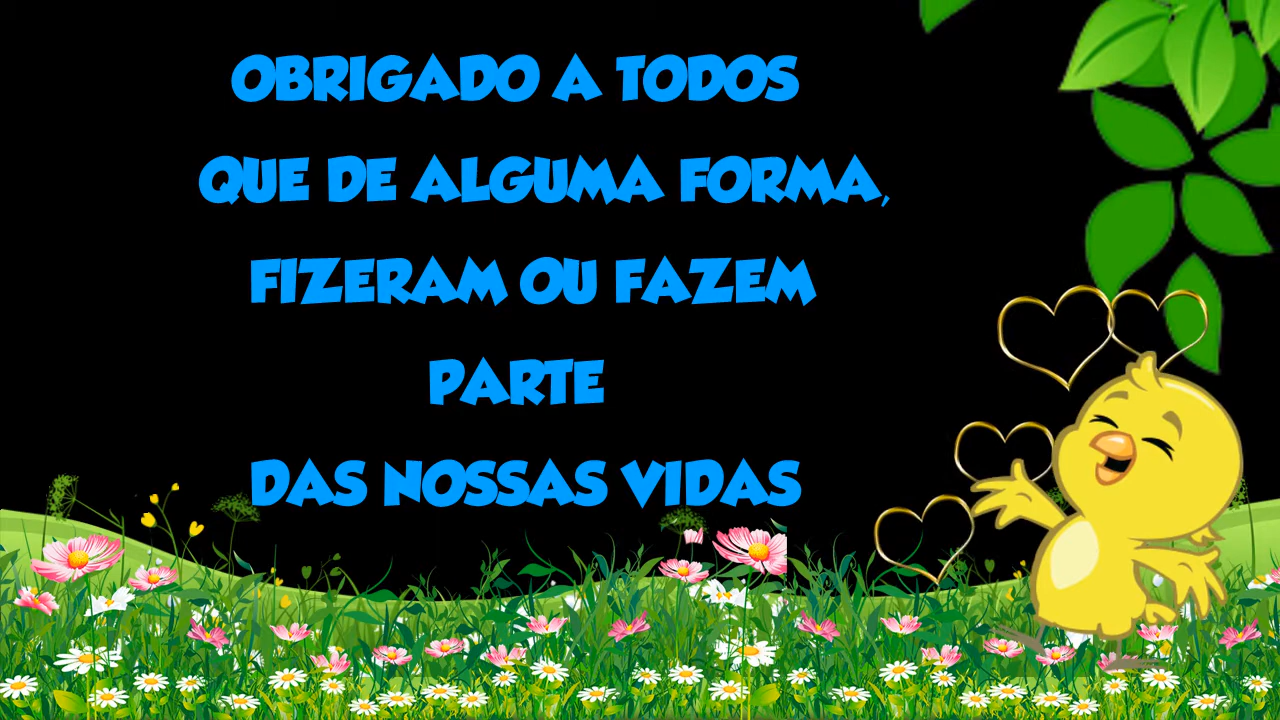 OBRIGADO A TODOS
QUE DE ALGUMA FORMA,
FIZERAM OU FAZEM
PARTE
DAS NOSSAS VIDAS